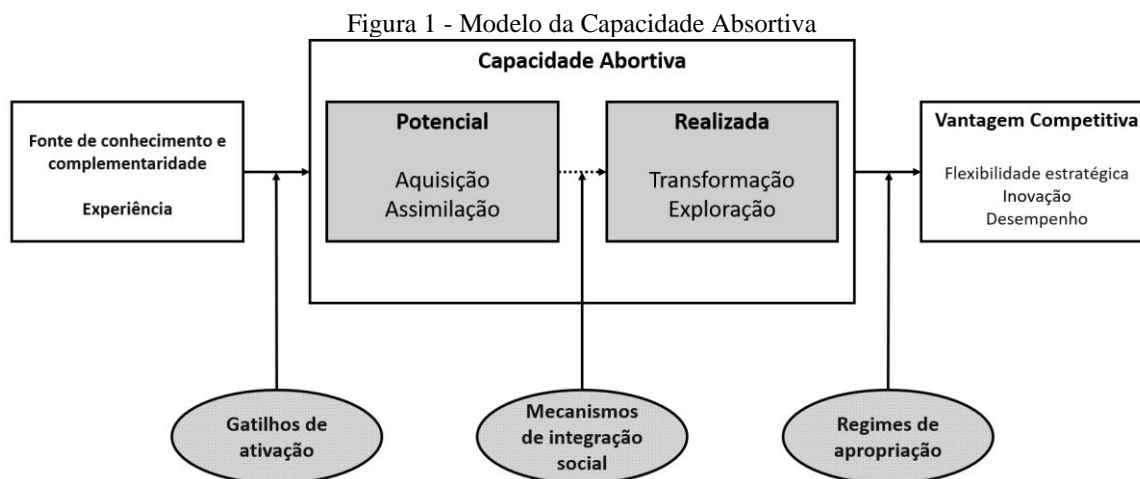 Figura 1 - Modelo da Capacidade Absortiva
Capacidade Abortiva
Fonte de conhecimento e
complementaridade
Experiência
Potencial
Aquisição
Assimilação
Realizada
Transformação
Exploração
Vantagem Competitiva
Flexibilidade estratégica
Inovação
Desempenho
Gatilhos de
ativação
Mecanismos
de integração
social
Regimes de
apropriação